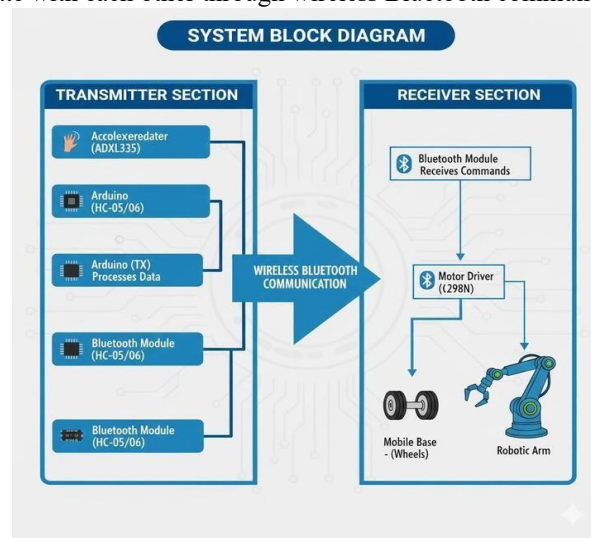 ate with each other through wireless Bluetooth commun
SYSTEM BLOCK DIAGRAM
TRANSMITTER SECTION
Accolexeredater
(ADXL335)
Arduino
(HC-05/06)
Arduino (TX)
Processes Data
Bluetooth Module
(HC-05/06)
Bluetooth Module
(HC-05/06)
WIRELESS BLUETOOTH
COMMUNICATION
RECEIVER SECTION
Bluetooth Module
Receives Commands
Motor Driver
((298N)
Mobile Base
- (Wheels)
Robotic Arm